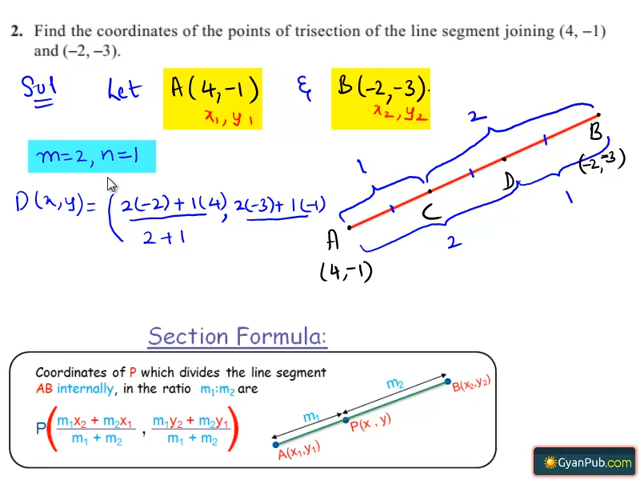 2. Find the coordinates of the points of trisection of the line segment joining (4, −1)
and (−2, −3).
Sol Let A(4,-1) & B(-2,-3).
x₁, y₁ x₂, y₂
m=2, n=1
D(x,y) = ( 2(-2)+1(4) , 2(-3)+1(-1)
2+1
1
2
B
(-2,-3)
D
C
1
2
A
(4,-1)
Section Formula:
Coordinates of P which divides the line segment
AB internally, in the ratio m₁:m₂ are
P( m₁x₂ + m₂x₁ , m₁y₂ + m₂y₁ )
m₁ + m₂ m₁ + m₂
m₁
m₂
A(x₁,y₁)
P(x , y)
B(x₂,y₂)
GyanPub.com